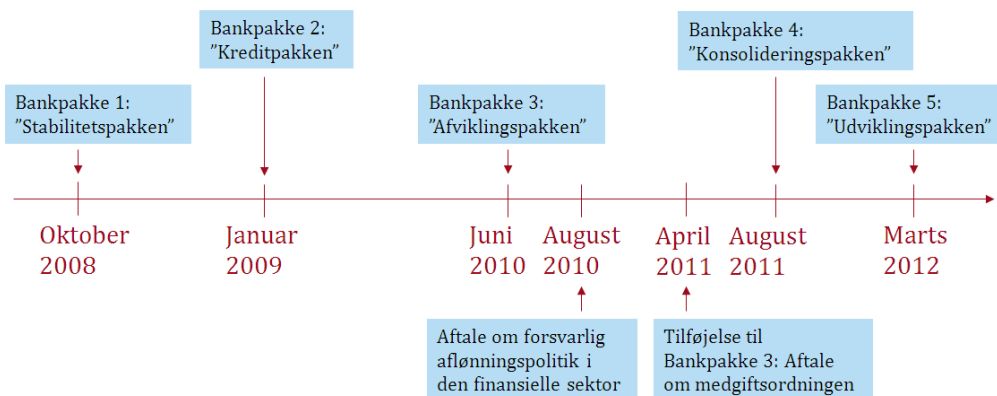 Bankpakke 1:
”Stabilitetspakken”
Bankpakke 2:
”Kreditpakken”
Bankpakke 3:
”Afviklingspakken”
Bankpakke 4:
”Konsolideringspakken”
Bankpakke 5:
”Udviklingspakken”
Oktober
2008
Januar
2009
Juni
2010
August
2010
April
2011
August
2011
Marts
2012
Aftale om forsvarlig
aflønningspolitik i
den finansielle sektor
Tilføjelse til
Bankpakke 3: Aftale
om medgiftsordningen